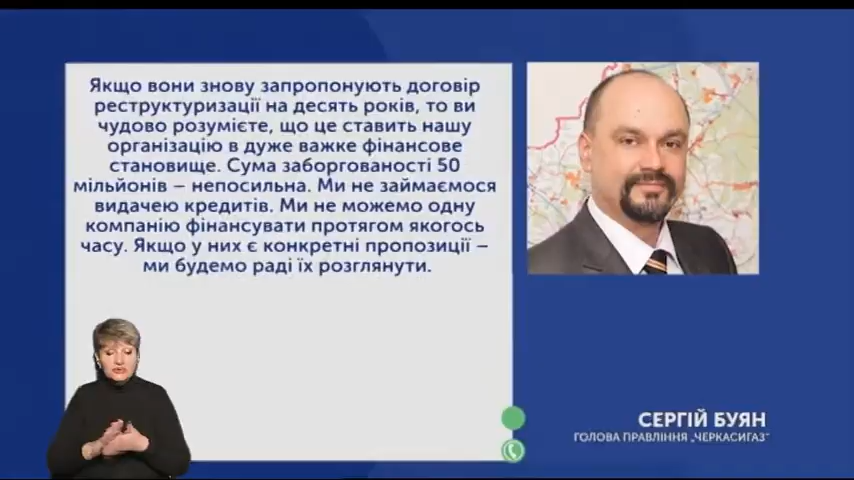 Якщо вони знову запропонують договір
реструктуризації на десять років, то ви
чудово розумієте, що це ставить нашу
організацію в дуже важке фінансове
становище. Сума заборгованості 50
мільйонів – непосильна. Ми не займаємося
видачею кредитів. Ми не можемо одну
компанію фінансувати протягом якогось
часу. Якщо у них є конкретні пропозиції –
ми будемо раді їх розглянути.
СЕРГІЙ БУЯН
ГОЛОВА ПРАВЛІННЯ „ЧЕРКАСИГАЗ"